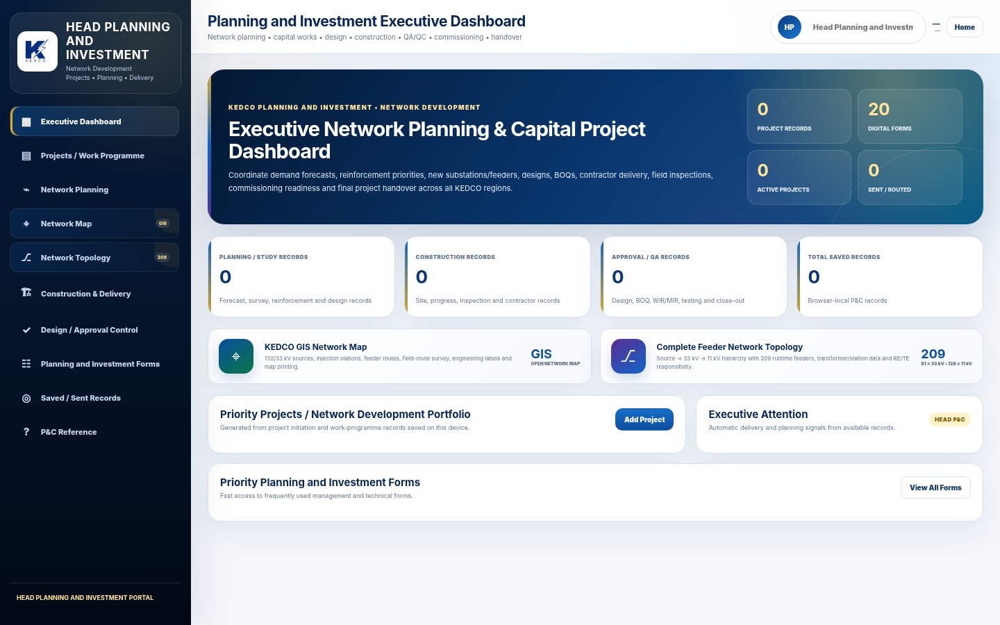 HEAD PLANNING
AND
INVESTMENT
KEDCO
Network Development
Projects • Planning • Delivery
Executive Dashboard
Projects / Work Programme
Network Planning
Network Map
GIS
Network Topology
209
Construction & Delivery
Design / Approval Control
Planning and Investment Forms
Saved / Sent Records
? P&C Reference
HEAD PLANNING AND INVESTMENT PORTAL
Planning and Investment Executive Dashboard
Network planning • capital works • design • construction • QA/QC • commissioning • handover
HP
Head Planning and Investm
Home
KEDCO PLANNING AND INVESTMENT • NETWORK DEVELOPMENT
Executive Network Planning & Capital Project
Dashboard
Coordinate demand forecasts, reinforcement priorities, new substations/feeders, designs, BOQs, contractor delivery, field inspections,
commissioning readiness and final project handover across all KEDCO regions.
0
PROJECT RECORDS
20
DIGITAL FORMS
0
ACTIVE PROJECTS
0
SENT / ROUTED
PLANNING / STUDY RECORDS
0
Forecast, survey, reinforcement and design records
CONSTRUCTION RECORDS
0
Site, progress, inspection and contractor records
APPROVAL / QA RECORDS
0
Design, BOQ, WIR/MIR, testing and close-out
TOTAL SAVED RECORDS
0
Browser-local P&C records
KEDCO GIS Network Map
132/33 kV sources, injection stations, feeder routes, field-route survey, engineering labels and
map printing.
GIS
OPEN NETWORK MAP
Complete Feeder Network Topology
Source → 33 kV → 11 kV hierarchy with 209 runtime feeders, transformer/station data and RE/TE
responsibility.
209
81 × 33 kV • 128 × 11 kV
Priority Projects / Network Development Portfolio
Generated from project initiation and work-programme records saved on this device.
Add Project
Executive Attention
Automatic delivery and planning signals from available records.
HEAD P&C
Priority Planning and Investment Forms
Fast access to frequently used management and technical forms.
View All Forms